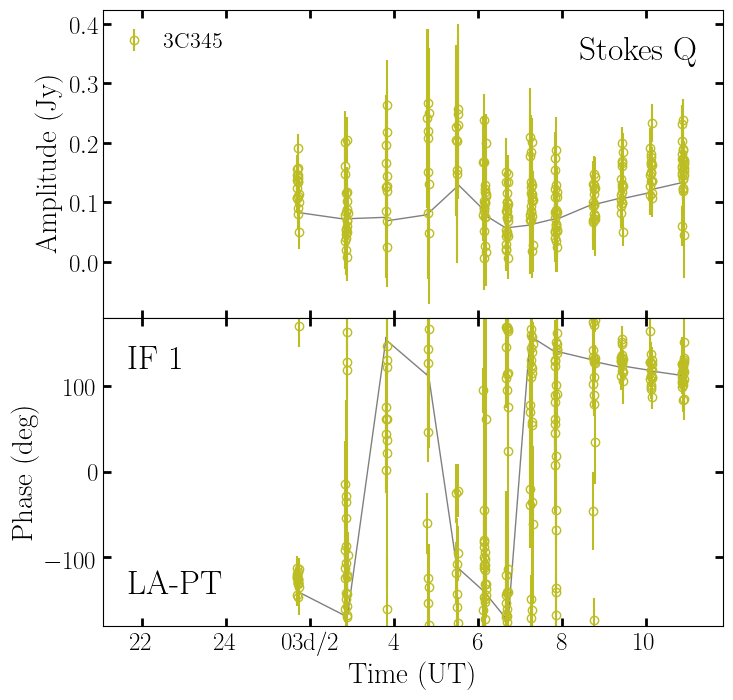 0.4
3C345
Stokes Q
0.3
0.2
0.1
0.0
Amplitude (Jy)
IF 1
100
0
−100
Phase (deg)
LA-PT
22 24 03d/2 4 6 8 10
Time (UT)